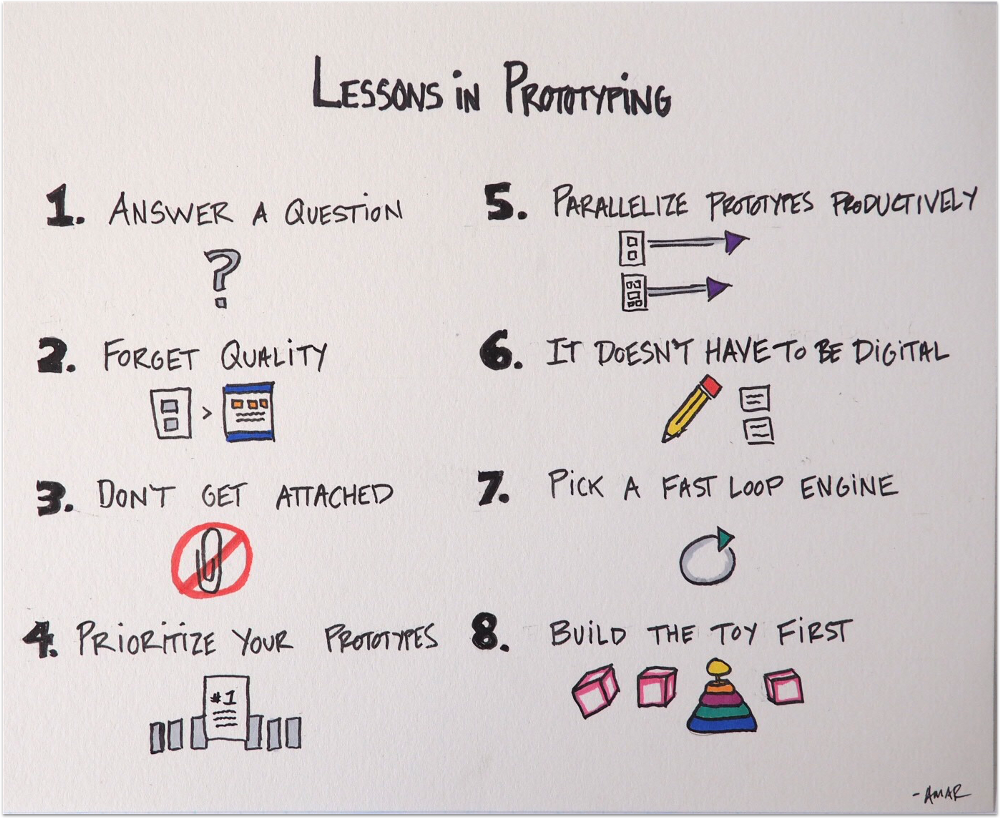 Lessons in Prototyping
1. Answer a Question
?
2. Forget Quality
>
3. Don't Get Attached
4. Prioritize Your Prototypes
#1
5. Parallelize Prototypes Productively
6. It Doesn't Have to Be Digital
7. Pick a Fast Loop Engine
8. Build the Toy First
-Amar